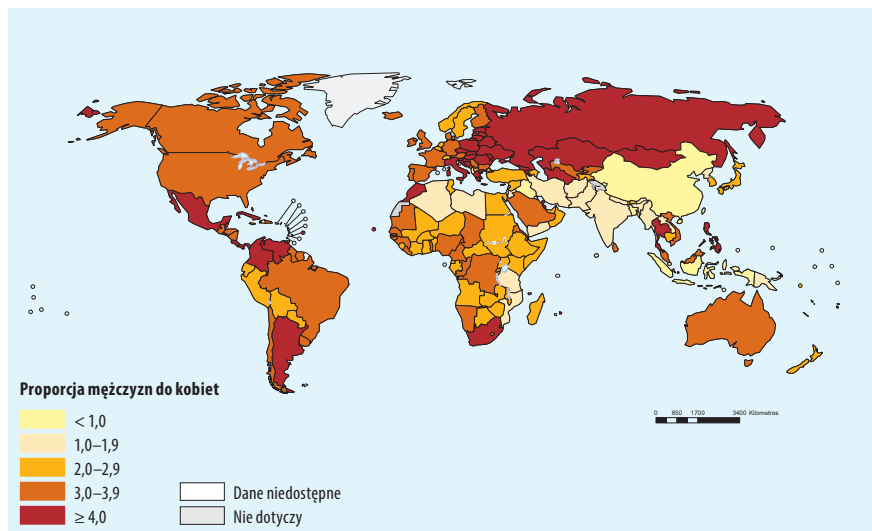 Proporcja mężczyzn do kobiet
< 1,0
1,0–1,9
2,0–2,9
3,0–3,9
≥ 4,0
Dane niedostępne
Nie dotyczy
0 850 1700 3400 Kilometres